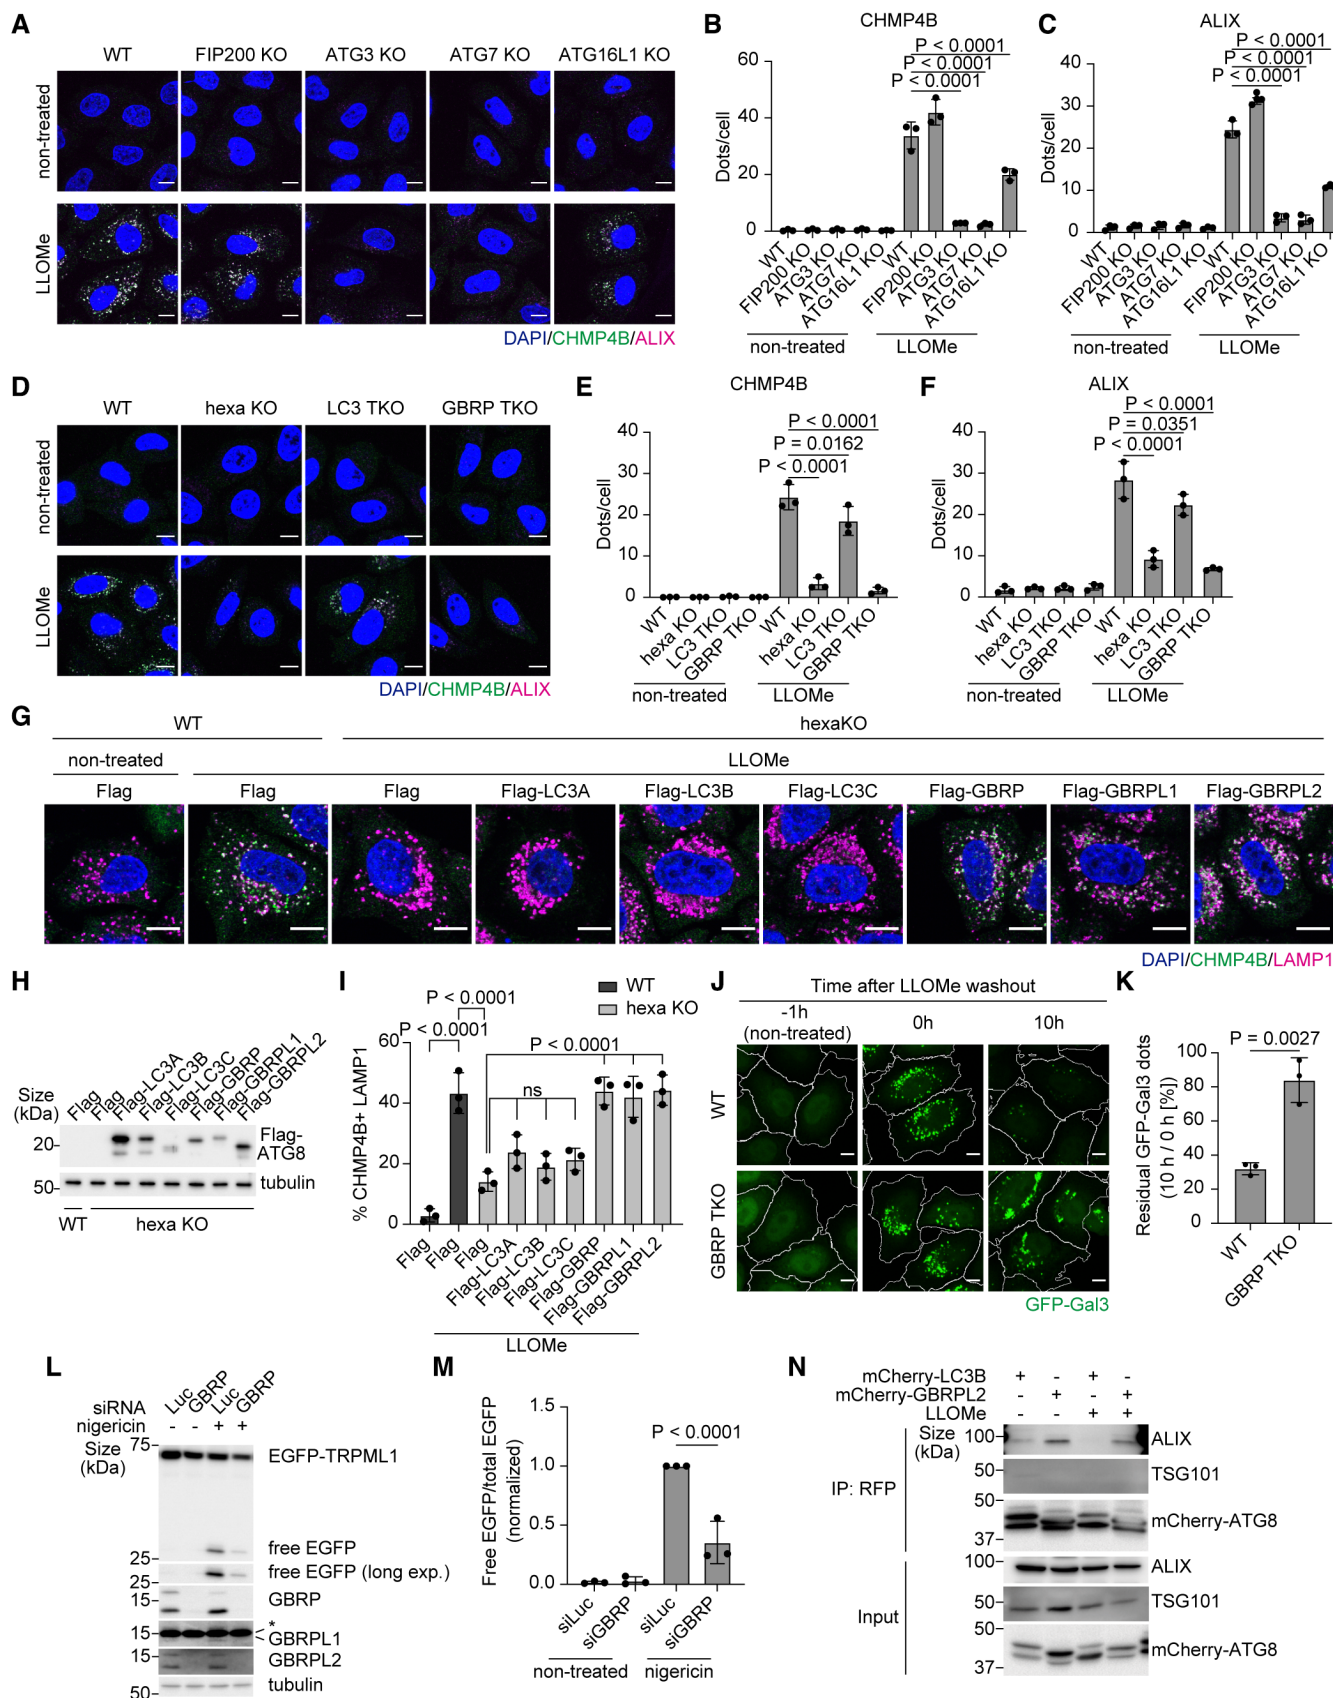 A
WT
FIP200 KO
ATG3 KO
ATG7 KO
ATG16L1 KO
non-treated
LLOMe
DAPI/CHMP4B/ALIX
B
CHMP4B
P < 0.0001
P < 0.0001
P < 0.0001
Dots/cell
60
40
20
0
WT
FIP200 KO
ATG3 KO
ATG7 KO
ATG16L1 KO
WT
FIP200 KO
ATG3 KO
ATG7 KO
ATG16L1 KO
non-treated
LLOMe
C
ALIX
P < 0.0001
P < 0.0001
P < 0.0001
Dots/cell
40
30
20
10
0
WT
FIP200 KO
ATG3 KO
ATG7 KO
ATG16L1 KO
WT
FIP200 KO
ATG3 KO
ATG7 KO
ATG16L1 KO
non-treated
LLOMe
D
WT
hexa KO
LC3 TKO
GBRP TKO
non-treated
LLOMe
DAPI/CHMP4B/ALIX
E
CHMP4B
P < 0.0001
P = 0.0162
P < 0.0001
Dots/cell
40
30
20
10
0
WT
hexa KO
LC3 TKO
GBRP TKO
WT
hexa KO
LC3 TKO
GBRP TKO
non-treated
LLOMe
F
ALIX
P < 0.0001
P = 0.0351
P < 0.0001
Dots/cell
40
30
20
10
0
WT
hexa KO
LC3 TKO
GBRP TKO
WT
hexa KO
LC3 TKO
GBRP TKO
non-treated
LLOMe
G
WT
hexaKO
non-treated
LLOMe
Flag
Flag
Flag
Flag-LC3A
Flag-LC3B
Flag-LC3C
Flag-GBRP
Flag-GBRPL1
Flag-GBRPL2
DAPI/CHMP4B/LAMP1
H
Flag
Flag
Flag-LC3A
Flag-LC3B
Flag-LC3C
Flag-GBRP
Flag-GBRPL1
Flag-GBRPL2
Size
(kDa)
20
50
Flag-
ATG8
tubulin
WT
hexa KO
I
WT
hexa KO
P < 0.0001
P < 0.0001
P < 0.0001
ns
% CHMP4B+ LAMP1
60
40
20
0
Flag
Flag
Flag
Flag-LC3A
Flag-LC3B
Flag-LC3C
Flag-GBRP
Flag-GBRPL1
Flag-GBRPL2
LLOMe
J
Time after LLOMe washout
-1h
(non-treated)
0h
10h
WT
GBRP TKO
GFP-Gal3
K
P = 0.0027
Residual GFP-Gal3 dots
(10 h / 0 h [%])
100
80
60
40
20
0
WT
GBRP TKO
L
siRNA
Luc
GBRP
Luc
GBRP
nigericin
- - + +
Size
(kDa)
75
25
25
15
15
15
50
EGFP-TRPML1
free EGFP
free EGFP (long exp.)
GBRP
*
GBRPL1
GBRPL2
tubulin
M
P < 0.0001
Free EGFP/total EGFP
(normalized)
1.5
1.0
0.5
0.0
siLuc
siGBRP
siLuc
siGBRP
non-treated
nigericin
N
mCherry-LC3B + - + -
mCherry-GBRPL2 - + - +
LLOMe - - + +
Size
(kDa)
IP: RFP
100
50
50
37
ALIX
TSG101
mCherry-ATG8
Input
100
50
50
37
ALIX
TSG101
mCherry-ATG8